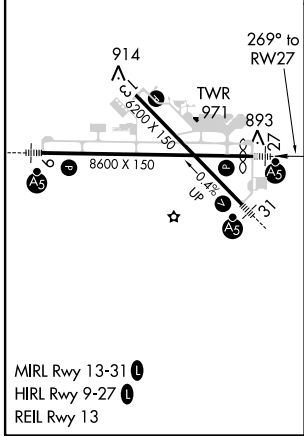 914
269° to
RW27
TWR
971
893
13
6200 X 150
27
P
9
P
8600 X 150
P
A5
0.4%
UP
V
31
A5
A5
MIRL Rwy 13-31 L
HIRL Rwy 9-27 L
REIL Rwy 13